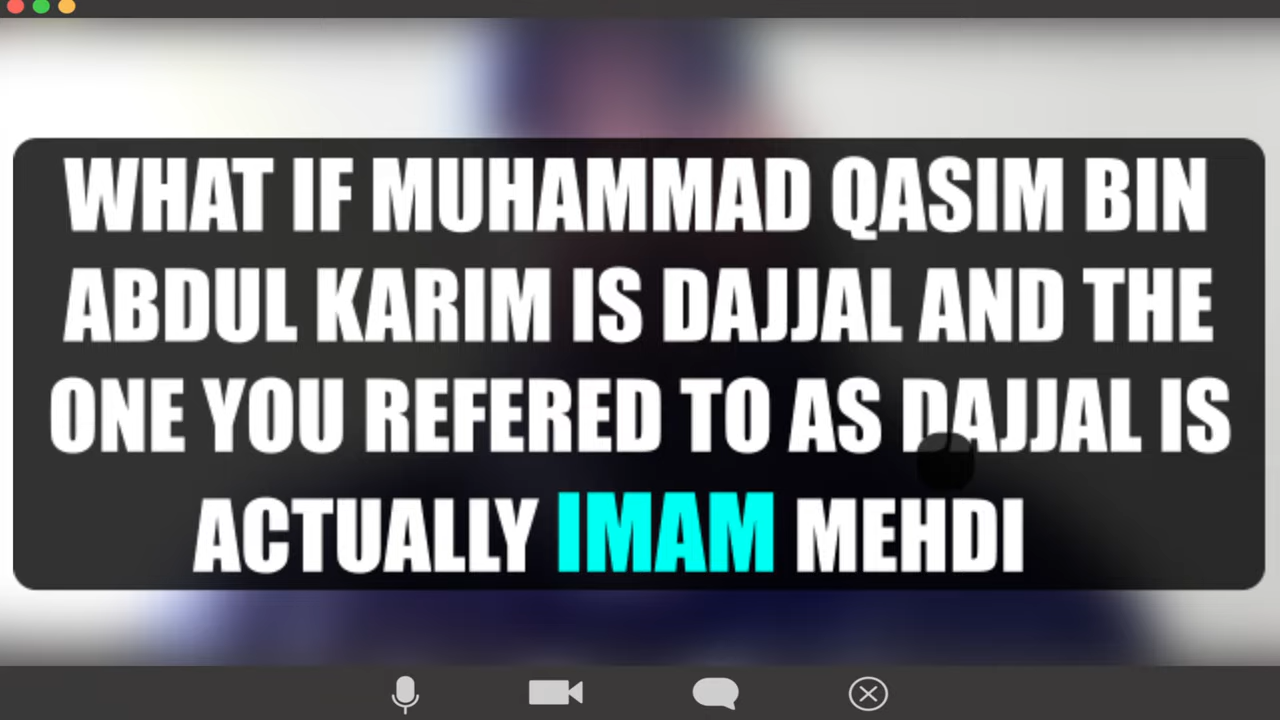 WHAT IF MUHAMMAD QASIM BIN
ABDUL KARIM IS DAJJAL AND THE
ONE YOU REFERED TO AS DAJJAL IS
ACTUALLY IMAM MEHDI